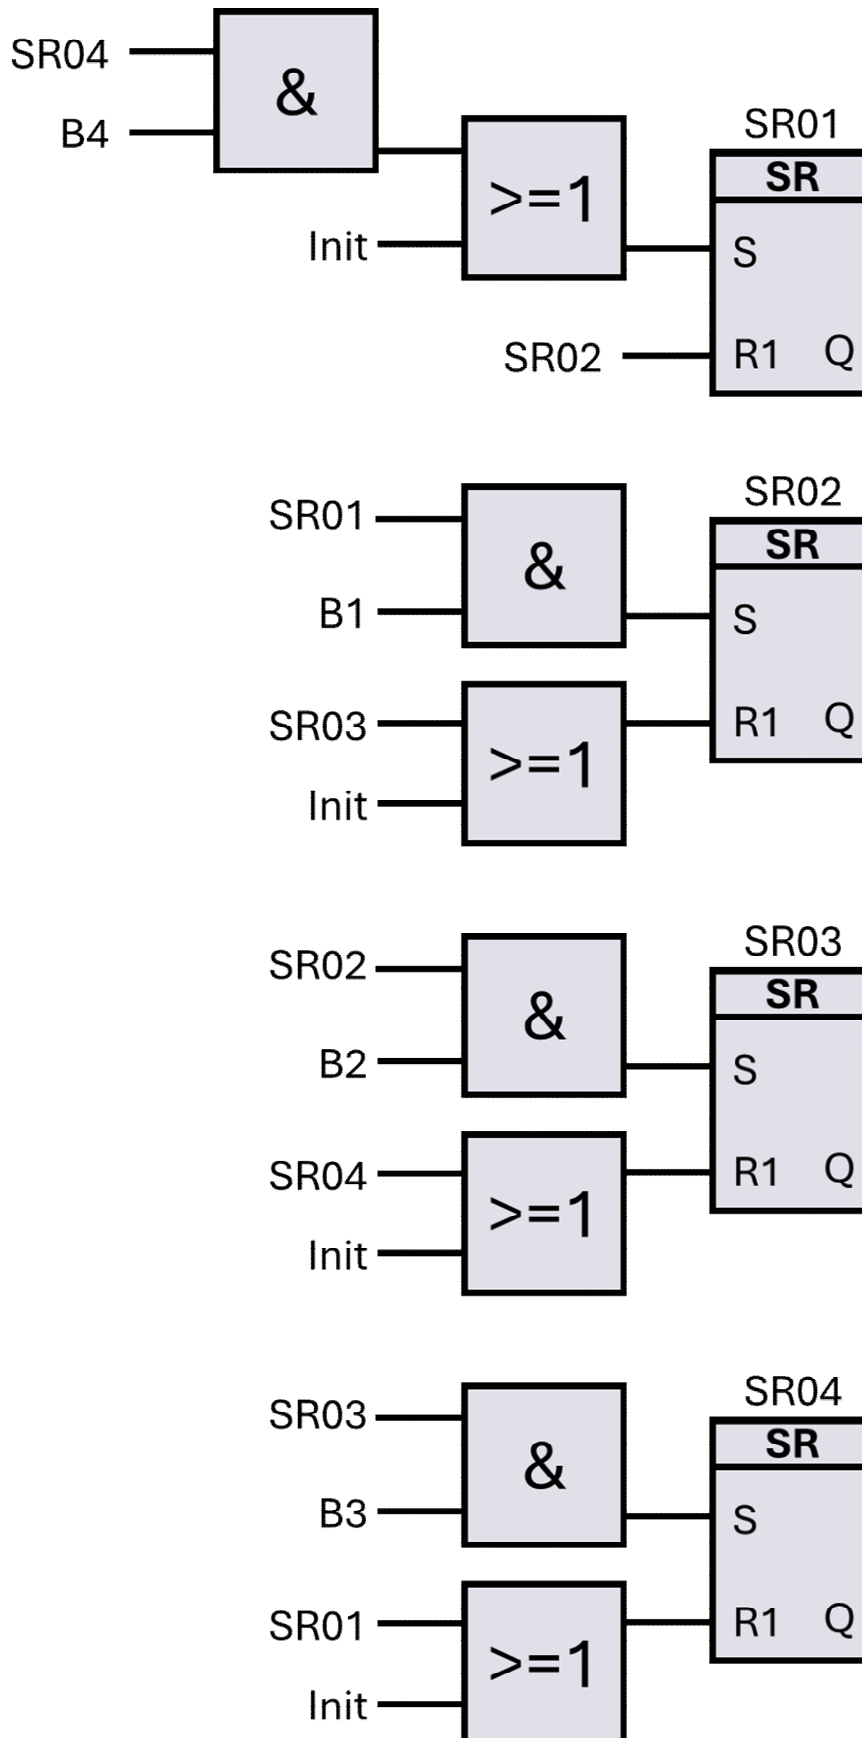 SR04
&
B4
SR01
SR
>=1
Init
S
SR02
R1 Q
SR02
SR01
SR
&
B1
S
SR03
R1 Q
>=1
Init
SR03
SR02
SR
&
B2
S
SR04
R1 Q
>=1
Init
SR04
SR03
SR
&
B3
S
SR01
R1 Q
>=1
Init